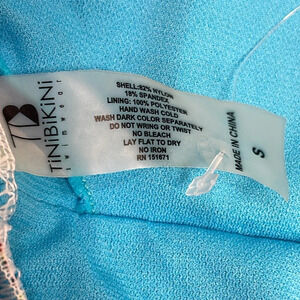 TB
TiNiBiKiNi
swimwear
SHELL:82% NYLON
18% SPANDEX
LINING: 100% POLYESTER
HAND WASH COLD
WASH DARK COLOR SEPARATELY
DO NOT WRING OR TWIST
NO BLEACH
LAY FLAT TO DRY
NO IRON
RN 151671
MADE IN CHINA
S